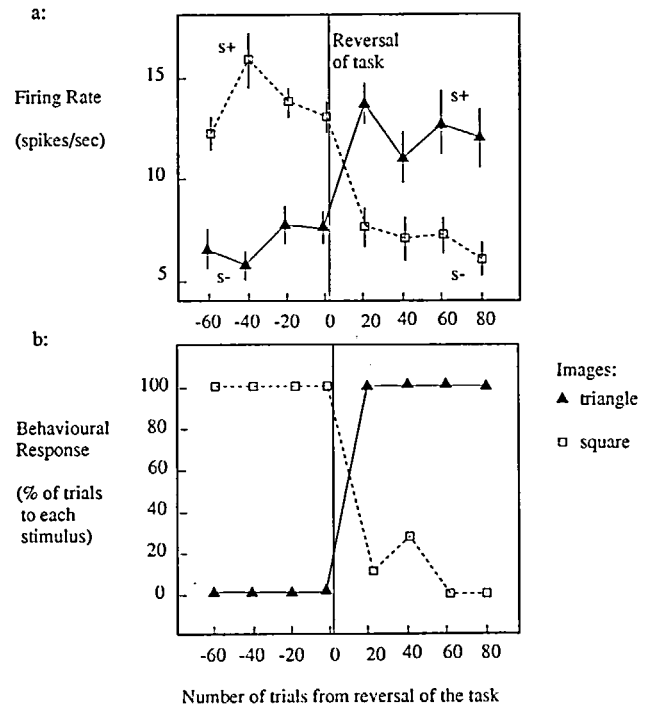 a:
Firing Rate
(spikes/sec)
15
10
5
s+
s-
Reversal
of task
s+
s-
-60 -40 -20 0 20 40 60 80
b:
Behavioural
Response
(% of trials
to each
stimulus)
100
80
60
40
20
0
-60 -40 -20 0 20 40 60 80
Images:
triangle
square
Number of trials from reversal of the task